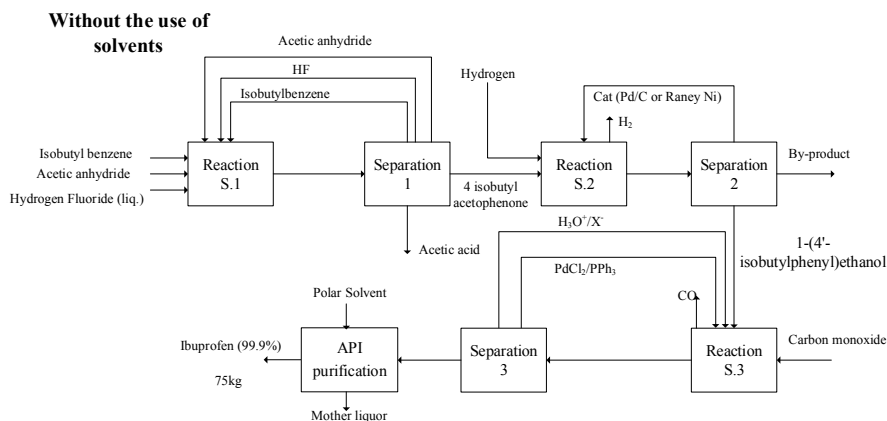 Without the use of
solvents
Acetic anhydride
HF
Isobutylbenzene
Hydrogen
Cat (Pd/C or Raney Ni)
H2
Isobutyl benzene
Acetic anhydride
Hydrogen Fluoride (liq.)
Reaction
S.1
Separation
1
4 isobutyl
acetophenone
Reaction
S.2
Separation
2
By-product
Acetic acid
H3O+/X-
PdCl2/PPh3
1-(4'-
isobutylphenyl)ethanol
Polar Solvent
CO
Carbon monoxide
Ibuprofen (99.9%)
75kg
API
purification
Separation
3
Reaction
S.3
Mother liquor